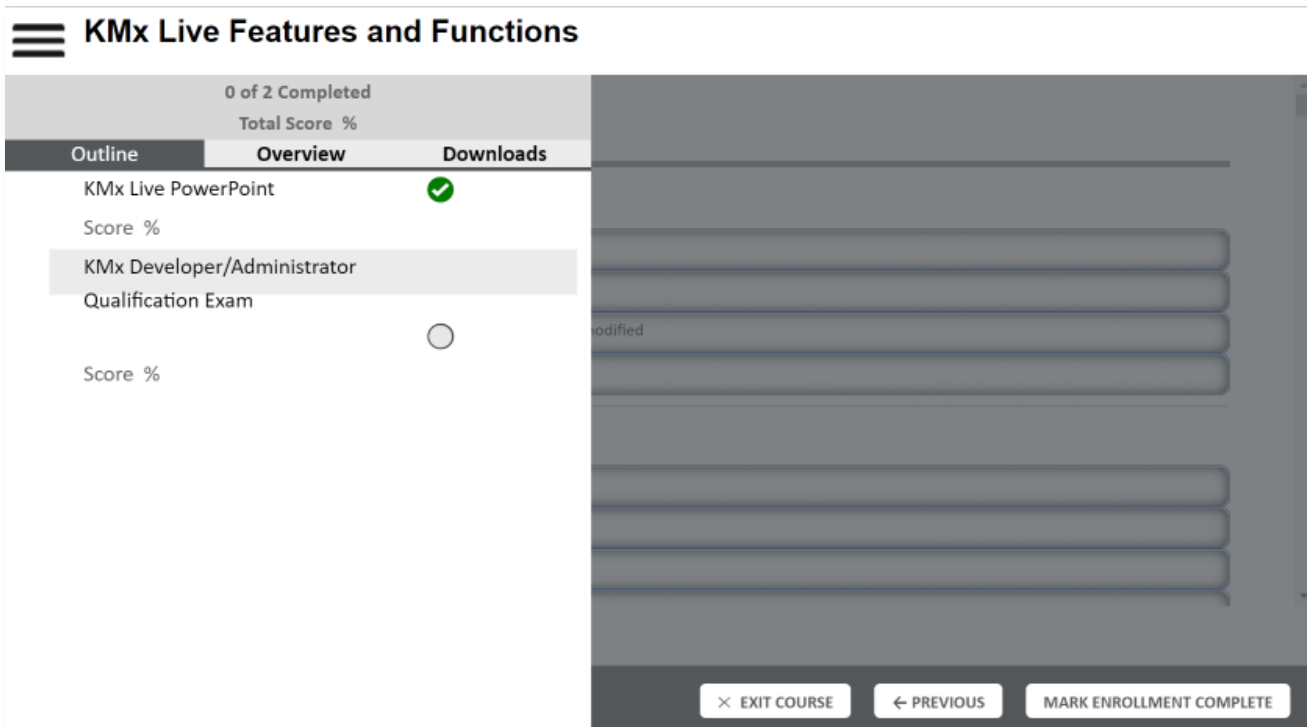 KMx Live Features and Functions
0 of 2 Completed
Total Score %
Outline Overview Downloads
KMx Live PowerPoint
Score %
KMx Developer/Administrator
Qualification Exam
Score %
EXIT COURSE
PREVIOUS
MARK ENROLLMENT COMPLETE